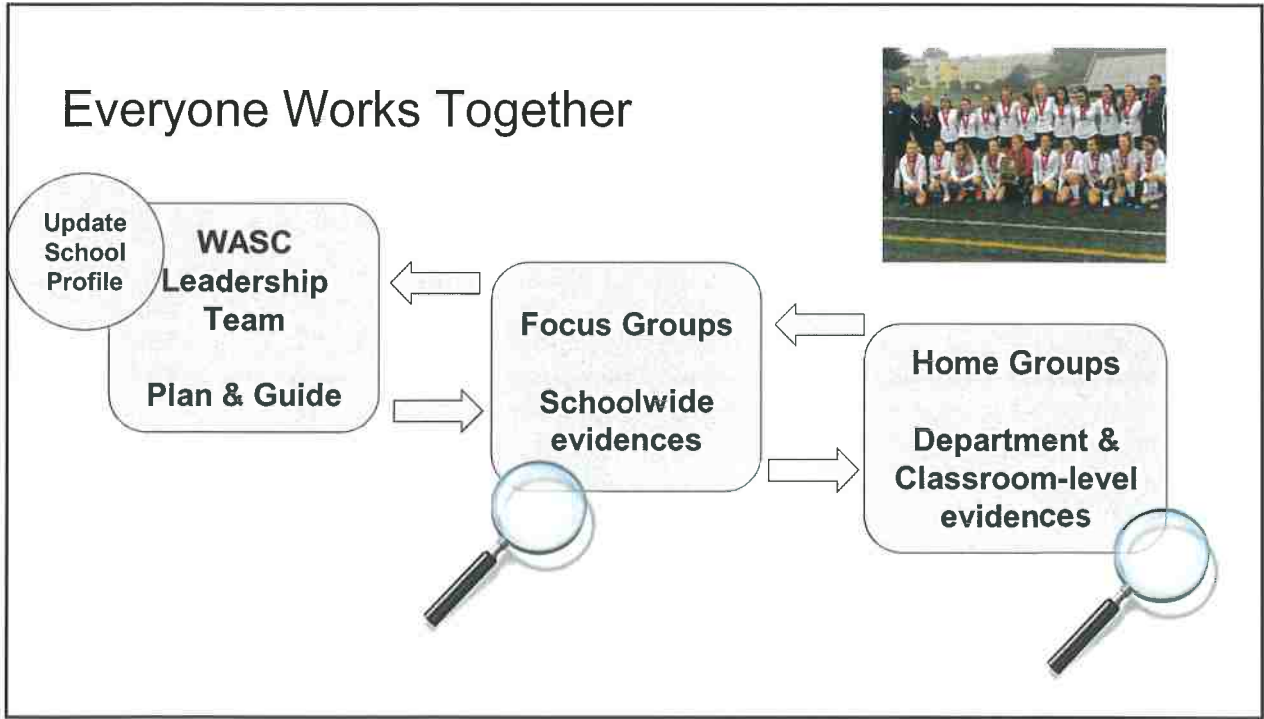 Everyone Works Together
Update
School
Profile
WASC
Leadership
Team
Plan & Guide
Focus Groups
Schoolwide
evidences
Home Groups
Department &
Classroom-level
evidences